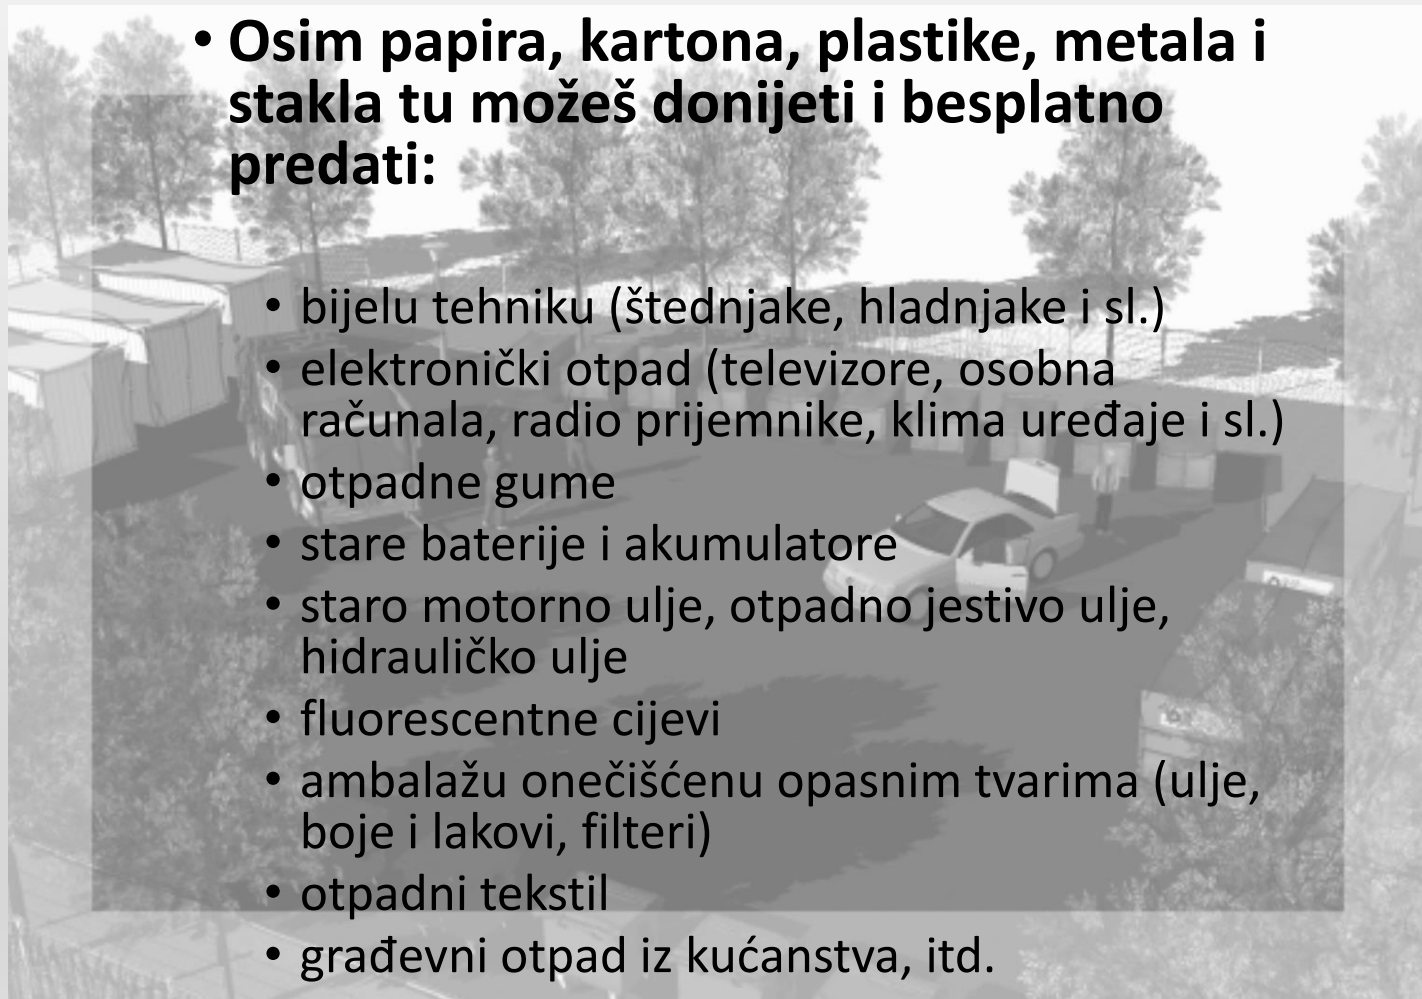 • Osim papira, kartona, plastike, metala i
stakla tu možeš donijeti i besplatno
predati:
• bijelu tehniku (štednjake, hladnjake i sl.)
• elektronički otpad (televizore, osobna
računala, radio prijemnike, klima uređaje i sl.)
• otpadne gume
• stare baterije i akumulatore
• staro motorno ulje, otpadno jestivo ulje,
hidrauličko ulje
• fluorescentne cijevi
• ambalažu onečišćenu opasnim tvarima (ulje,
boje i lakovi, filteri)
• otpadni tekstil
• građevni otpad iz kućanstva, itd.